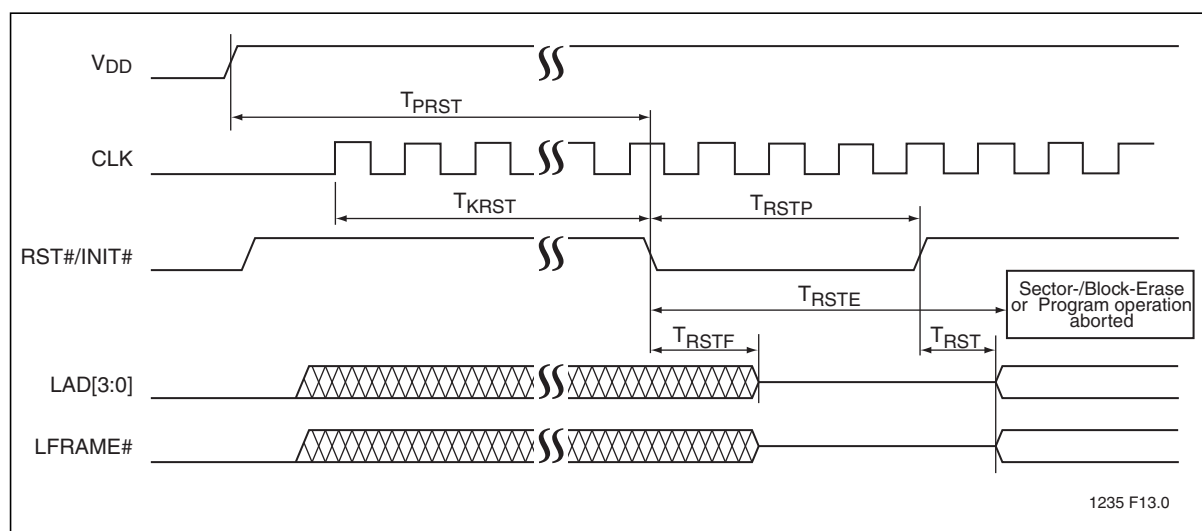 VDD
TPRST
CLK
TKRST
TRSTP
RST#/INIT#
TRSTE
Sector-/Block-Erase
or Program operation
aborted
TRSTF
TRST
LAD[3:0]
LFRAME#
1235 F13.0